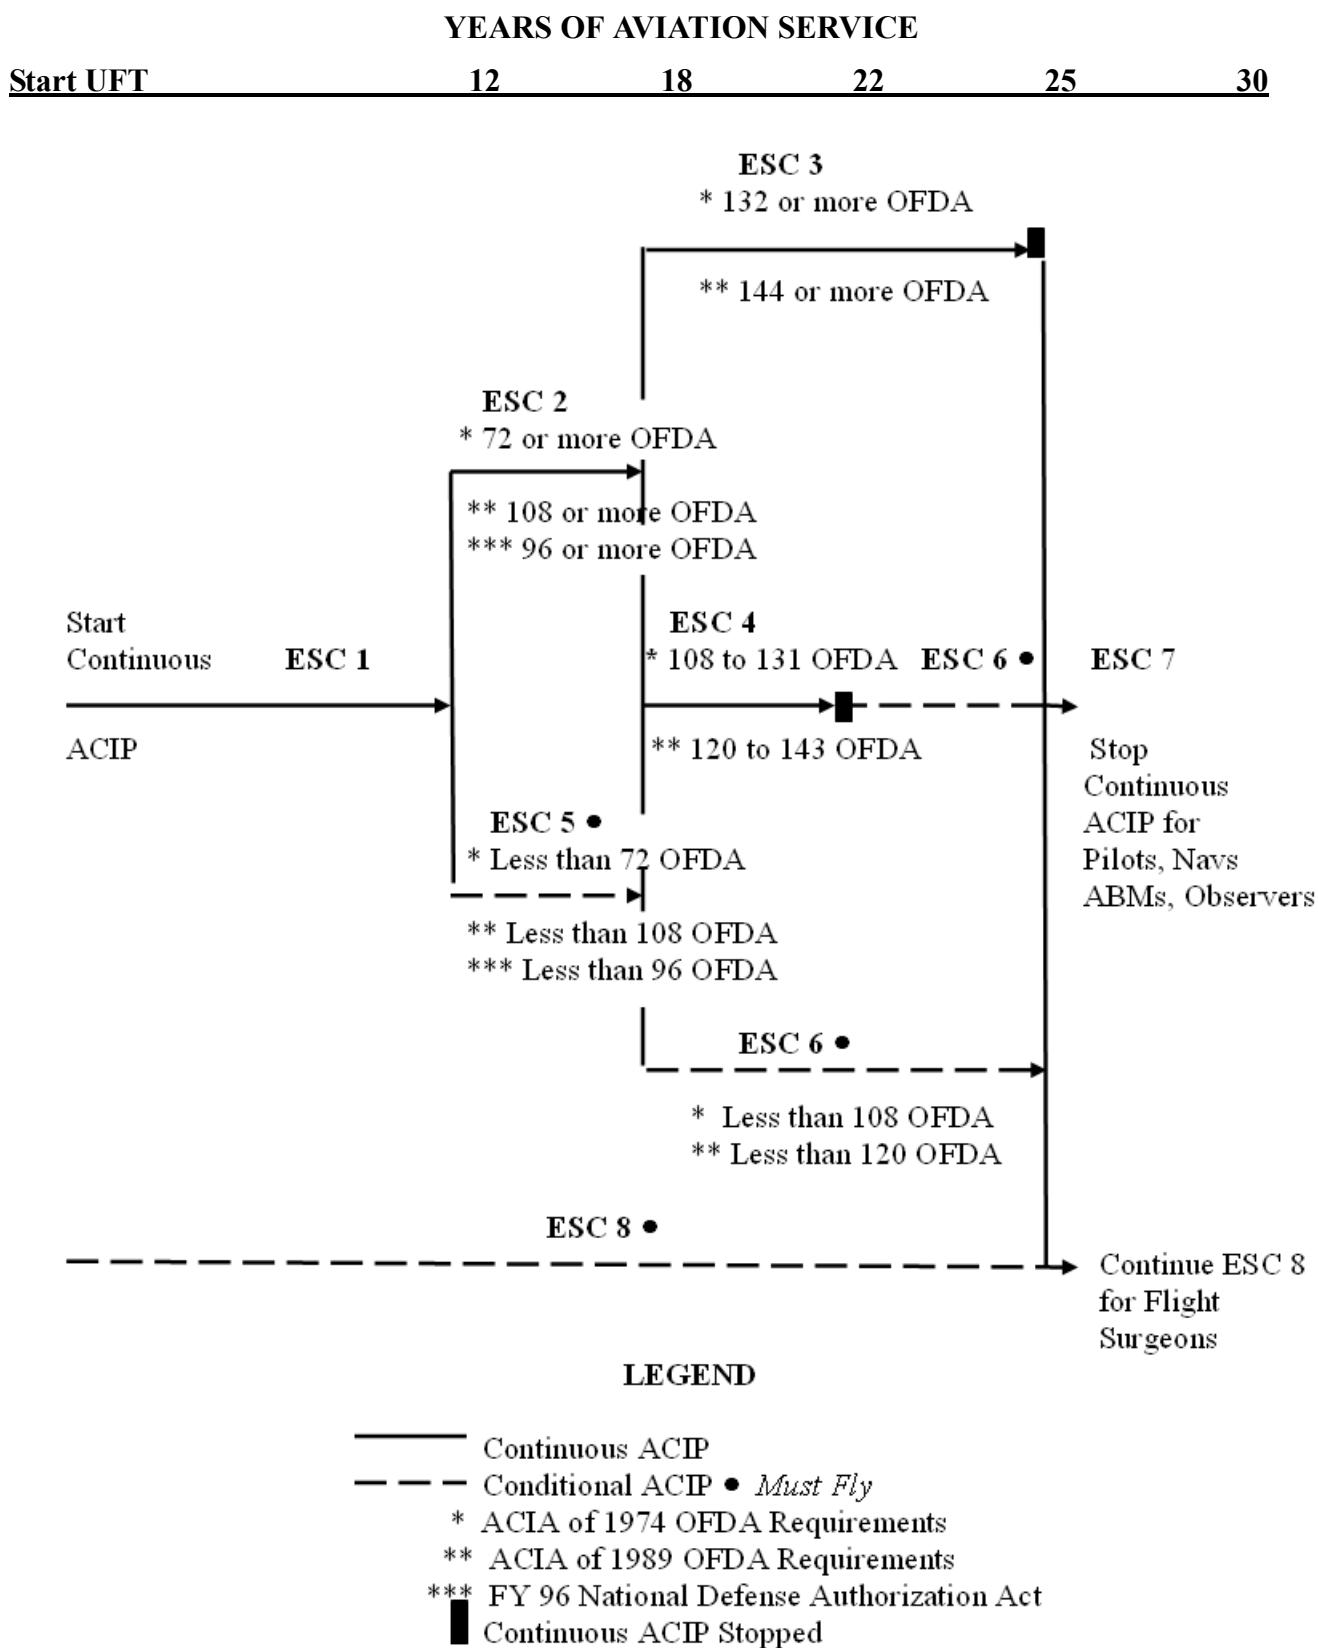 YEARS OF AVIATION SERVICE
Start UFT 12 18 22 25 30
ESC 3
* 132 or more OFDA
** 144 or more OFDA
ESC 2
* 72 or more OFDA
** 108 or more OFDA
*** 96 or more OFDA
Start
Continuous ESC 1
ACIP
ESC 4
* 108 to 131 OFDA ESC 6 ● ESC 7
** 120 to 143 OFDA
Stop
Continuous
ACIP for
Pilots, Navs
ABMs, Observers
ESC 5 ●
* Less than 72 OFDA
** Less than 108 OFDA
*** Less than 96 OFDA
ESC 6 ●
* Less than 108 OFDA
** Less than 120 OFDA
ESC 8 ●
Continue ESC 8
for Flight
Surgeons
LEGEND
Continuous ACIP
Conditional ACIP ● Must Fly
* ACIA of 1974 OFDA Requirements
** ACIA of 1989 OFDA Requirements
*** FY 96 National Defense Authorization Act
Continuous ACIP Stopped